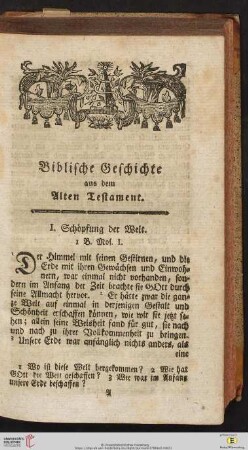 Biblische Geschichte
aus dem
Alten Testament.
I. Schöpfung der Welt.
1 B. Mos. I.
Der Himmel mit seinen Gestirnen, und die
Erde mit ihren Gewächsen und Einwoh-
nern, war einmal nicht vorhanden, son-
dern im Anfang der Zeit brachte sie GOtt durch
seine Allmacht hervor. ² Er hätte zwar die gan-
ze Welt auf einmal in derjenigen Gestalt und
Schönheit erschaffen können, wie wir sie jetzt se-
hen; allein seine Weisheit fand für gut, sie nach
und nach zu ihrer Vollkommenheit zu bringen.
³ Unsere Erde war anfänglich nichts anders, als
eine
1 Wo ist diese Welt hergekommen? 2 Wie hat
GOtt die Welt erschaffen? 3 Wie war im Anfang
unsere Erde beschaffen?
A